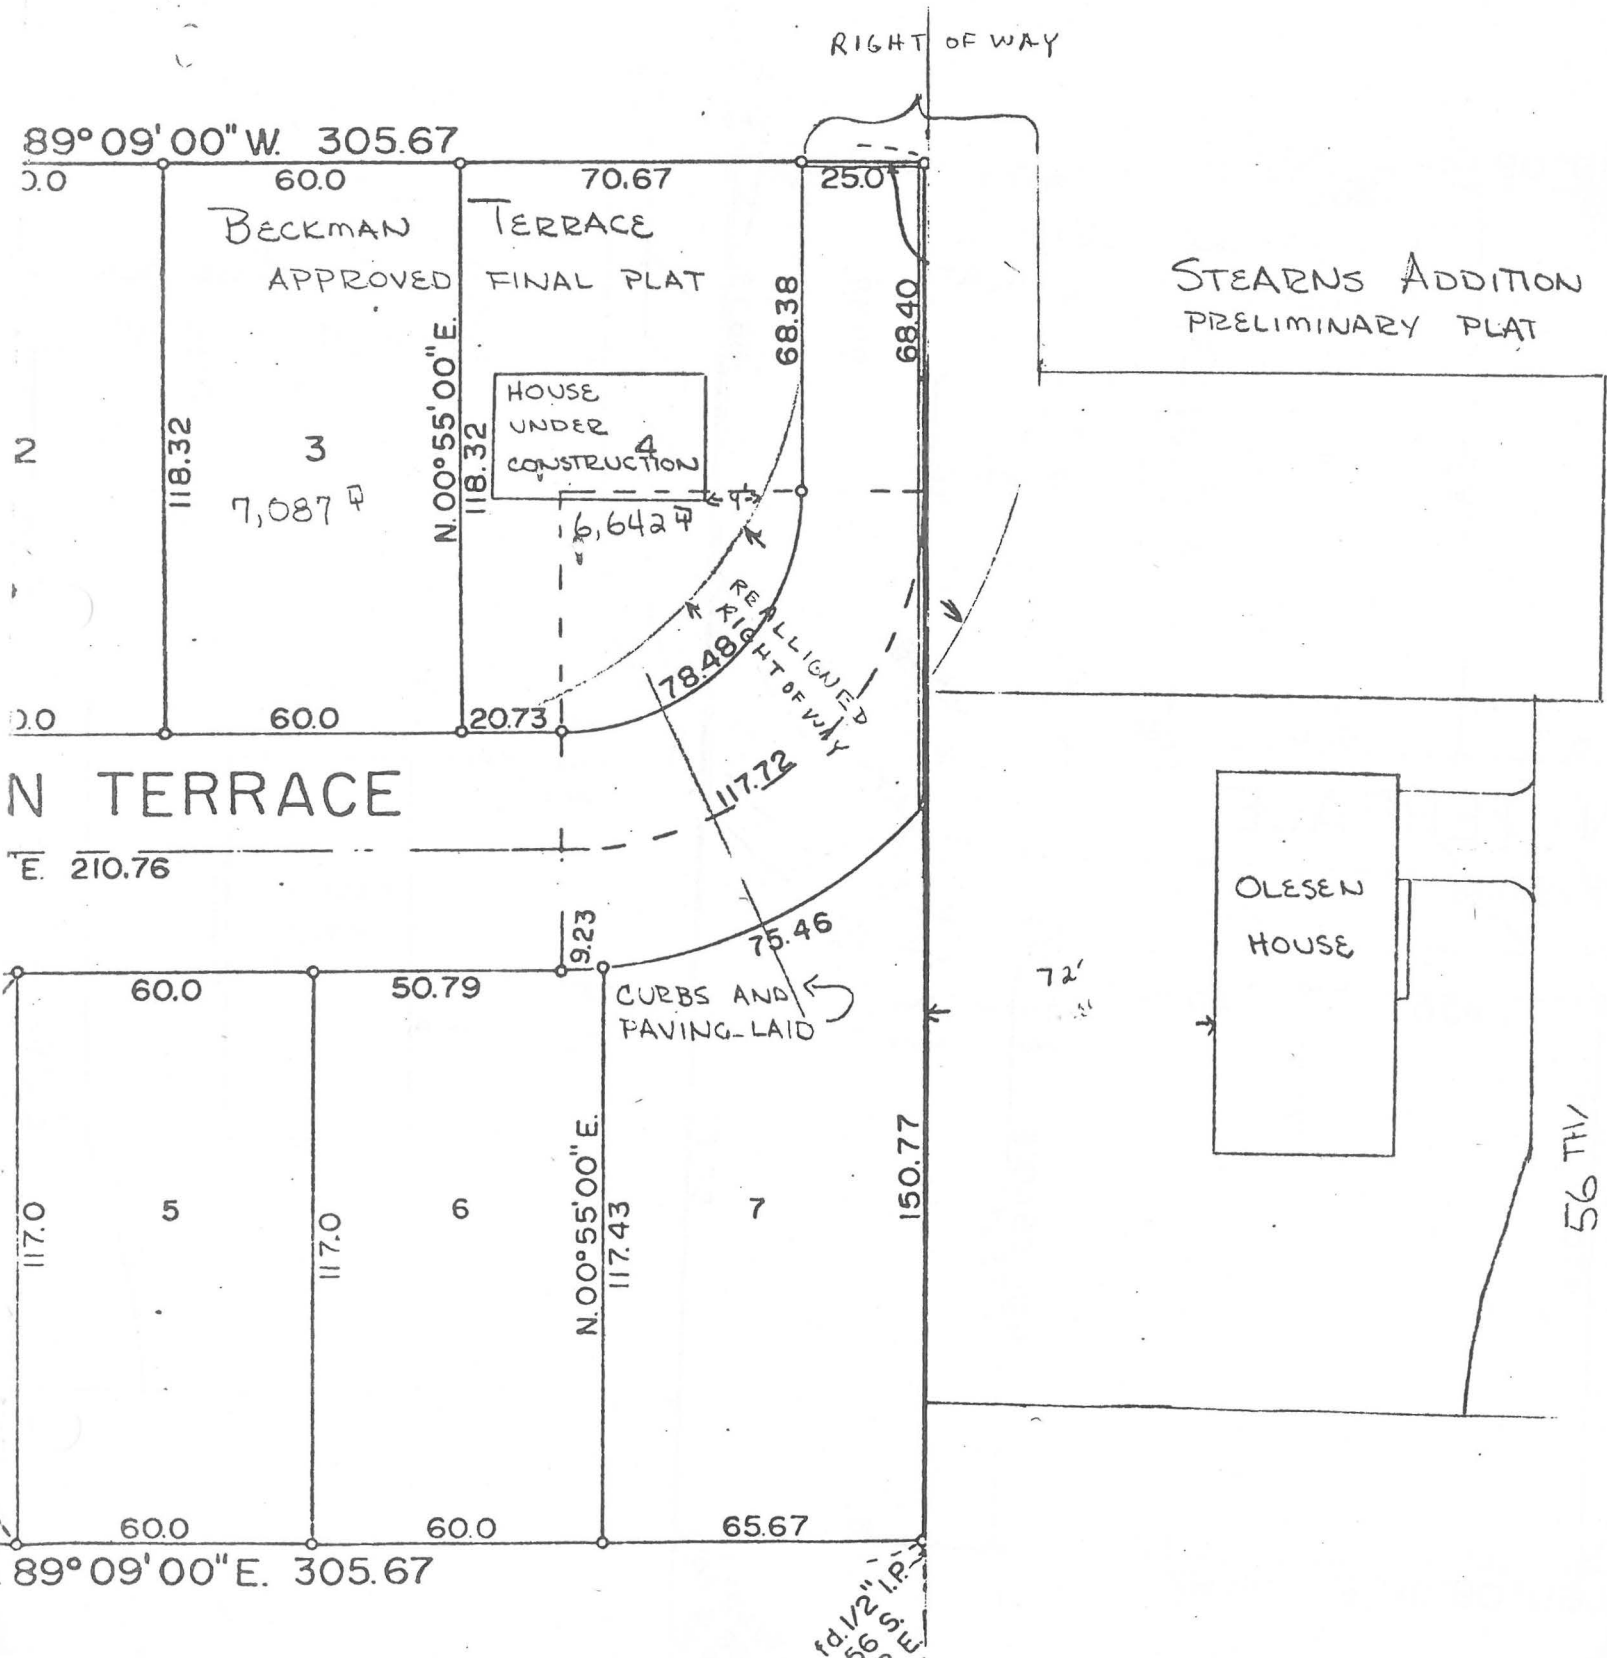 RIGHT OF WAY
89°09'00"W. 305.67
60.0
70.67
25.0
BECKMAN TERRACE
APPROVED FINAL PLAT
STEARNS ADDITION
PRELIMINARY PLAT
68.38
68.40
N.00°55'00"E.
118.32
118.32
HOUSE
UNDER
CONSTRUCTION
2
3
4
7,087
6,642
REALLIGNED
RIGHT OF WAY
78.48
60.0
20.73
117.72
N TERRACE
E. 210.76
OLESEN
HOUSE
9.23
75.46
72'
60.0
50.79
CURBS AND
PAVING LAID
N.00°55'00"E.
117.43
150.77
56 TH
5
6
7
117.0
117.0
60.0
60.0
65.67
89°09'00"E. 305.67
fd. 1/2" I.P.
56 S.
E.